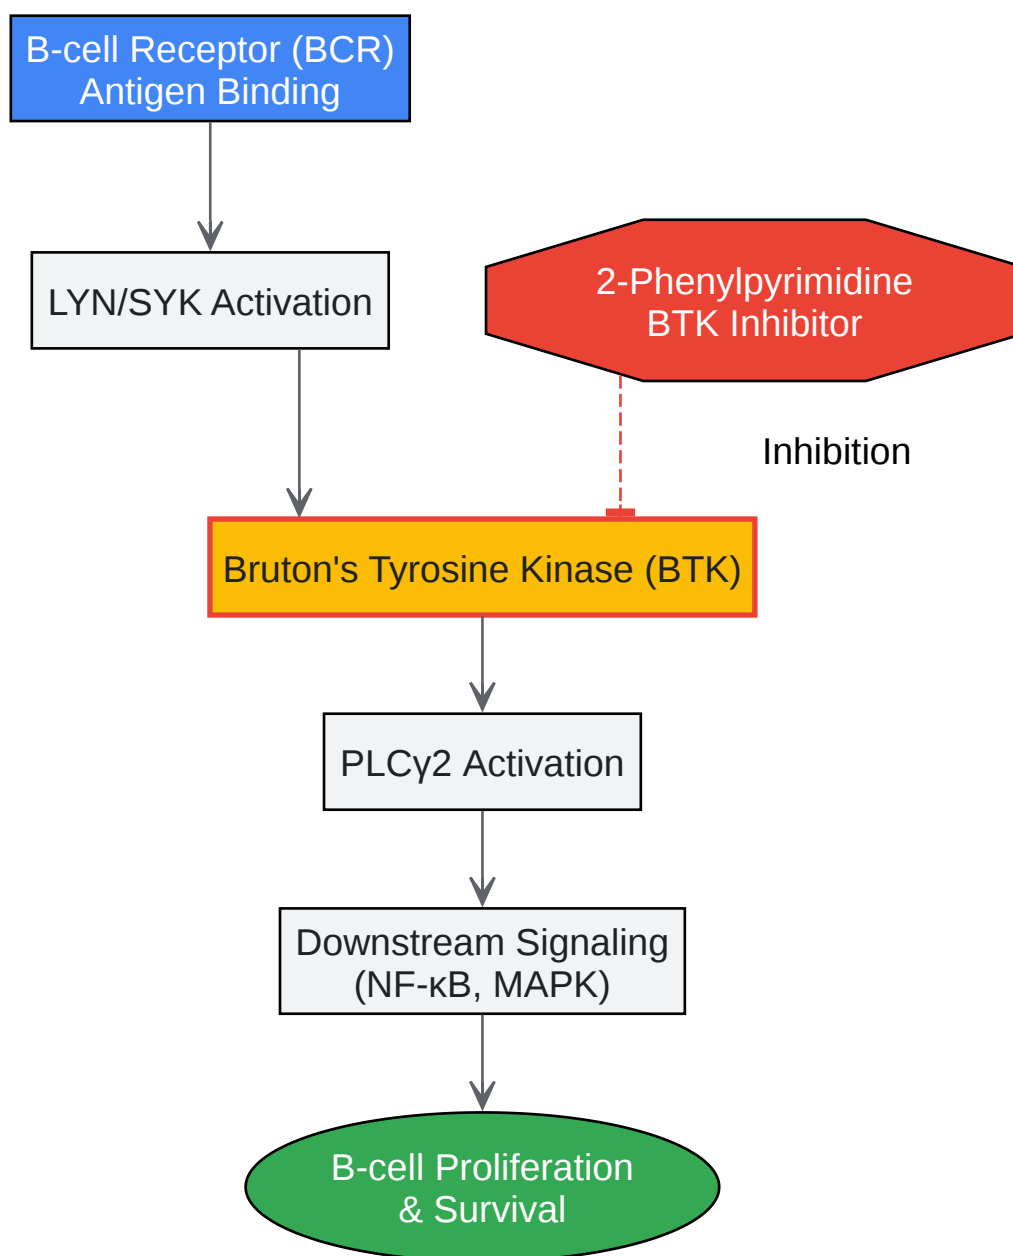 B-cell Receptor (BCR)
Antigen Binding
LYN/SYK Activation
2-Phenylpyrimidine
BTK Inhibitor
Inhibition
Bruton's Tyrosine Kinase (BTK)
PLCγ2 Activation
Downstream Signaling
(NF-κB, MAPK)
B-cell Proliferation
& Survival